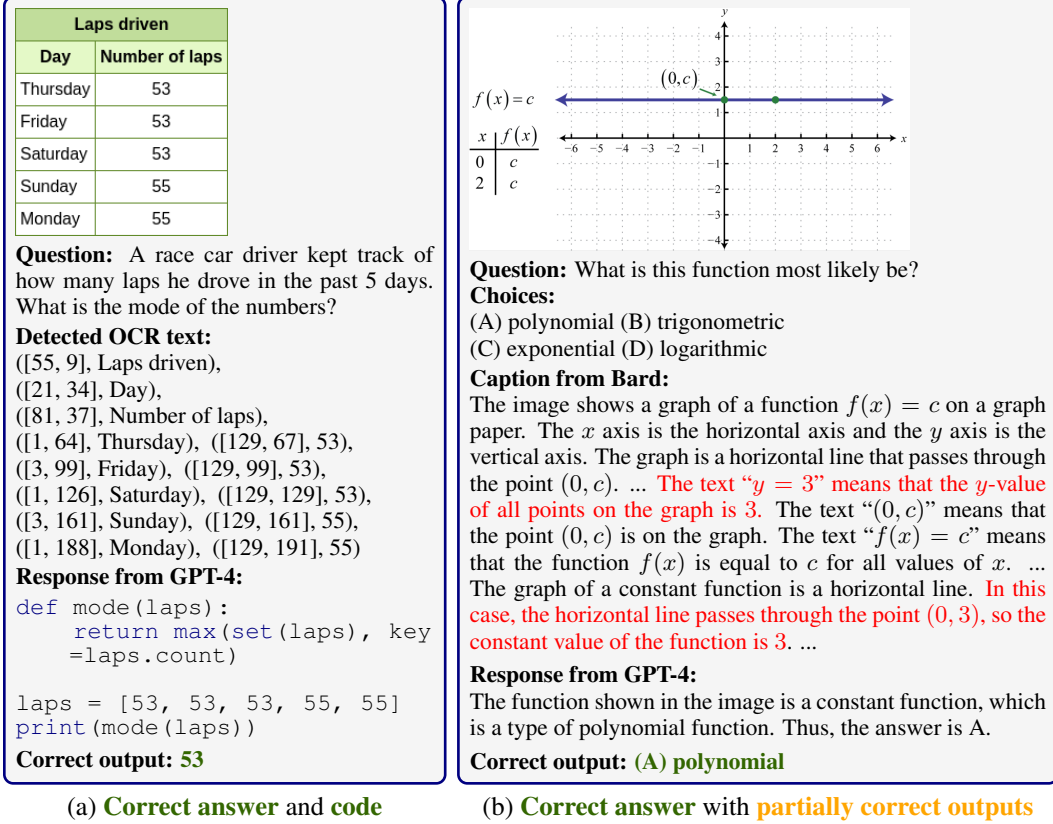 Laps driven
Day Number of laps
Thursday 53
Friday 53
Saturday 53
Sunday 55
Monday 55
Question: A race car driver kept track of
how many laps he drove in the past 5 days.
What is the mode of the numbers?
Detected OCR text:
([55, 9], Laps driven),
([21, 34], Day),
([81, 37], Number of laps),
([1, 64], Thursday), ([129, 67], 53),
([3, 99], Friday), ([129, 99], 53),
([1, 126], Saturday), ([129, 129], 53),
([3, 161], Sunday), ([129, 161], 55),
([1, 188], Monday), ([129, 191], 55)
Response from GPT-4:
def mode(laps):
return max(set(laps), key
=laps.count)
laps = [53, 53, 53, 55, 55]
print(mode(laps))
Correct output: 53
(a) Correct answer and code
y
4
3
(0,c)
2
f(x)=c
1
x f(x)
0 c
2 c
−6 −5 −4 −3 −2 −1 1 2 3 4 5 6 x
−1
−2
−3
−4
Question: What is this function most likely be?
Choices:
(A) polynomial (B) trigonometric
(C) exponential (D) logarithmic
Caption from Bard:
The image shows a graph of a function f(x) = c on a graph
paper. The x axis is the horizontal axis and the y axis is the
vertical axis. The graph is a horizontal line that passes through
the point (0, c). ... The text “y = 3” means that the y-value
of all points on the graph is 3. The text “(0, c)” means that
the point (0, c) is on the graph. The text “f(x) = c” means
that the function f(x) is equal to c for all values of x. ...
The graph of a constant function is a horizontal line. In this
case, the horizontal line passes through the point (0, 3), so the
constant value of the function is 3. ...
Response from GPT-4:
The function shown in the image is a constant function, which
is a type of polynomial function. Thus, the answer is A.
Correct output: (A) polynomial
(b) Correct answer with partially correct outputs